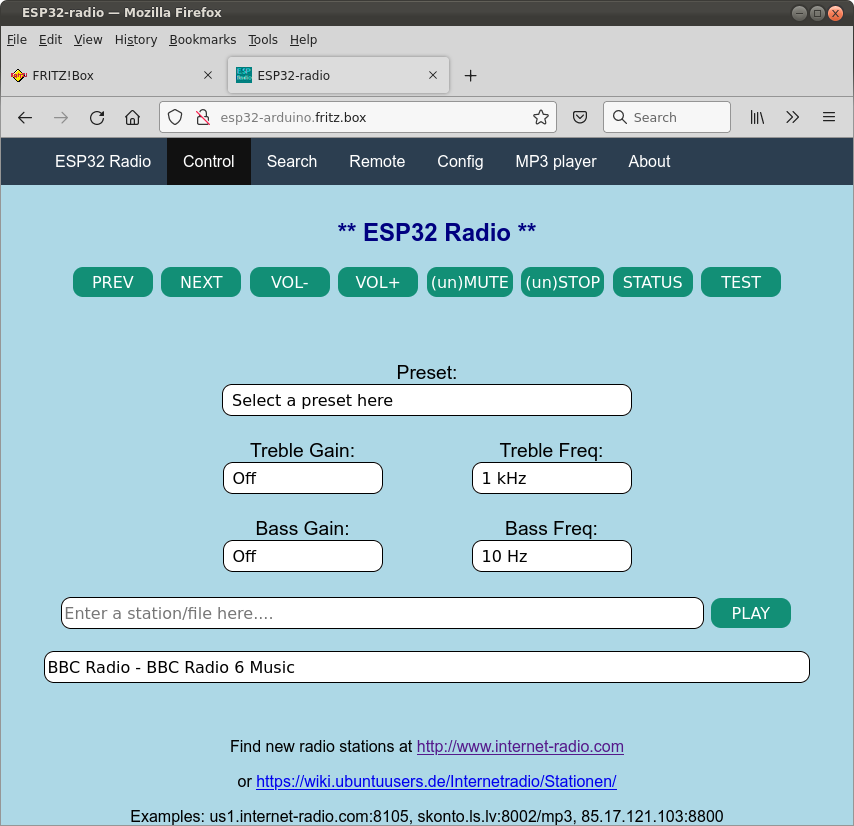 ESP32-radio — Mozilla Firefox
File Edit View History Bookmarks Tools Help
FRITZ!Box ESP32-radio
esp32-arduino.fritz.box Search
ESP32 Radio Control Search Remote Config MP3 player About
** ESP32 Radio **
PREV NEXT VOL- VOL+ (un)MUTE (un)STOP STATUS TEST
Preset:
Select a preset here
Treble Gain: Treble Freq:
Off 1 kHz
Bass Gain: Bass Freq:
Off 10 Hz
Enter a station/file here.... PLAY
BBC Radio - BBC Radio 6 Music
Find new radio stations at http://www.internet-radio.com
or https://wiki.ubuntuusers.de/Internetradio/Stationen/
Examples: us1.internet-radio.com:8105, skonto.ls.lv:8002/mp3, 85.17.121.103:8800